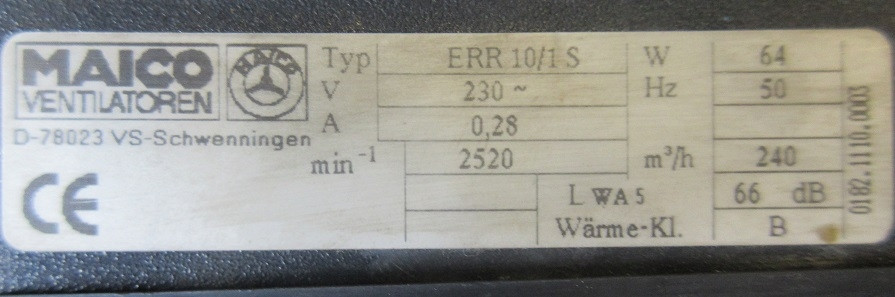 MAICO MAICO Typ ERR 10/1 S W 64
VENTILATOREN V 230 ~ Hz 50
D-78023 VS-Schwenningen A 0,28
min⁻¹ 2520 m³/h 240
CE L WA 5 66 dB
Wärme-Kl. B
0182.1110.0003